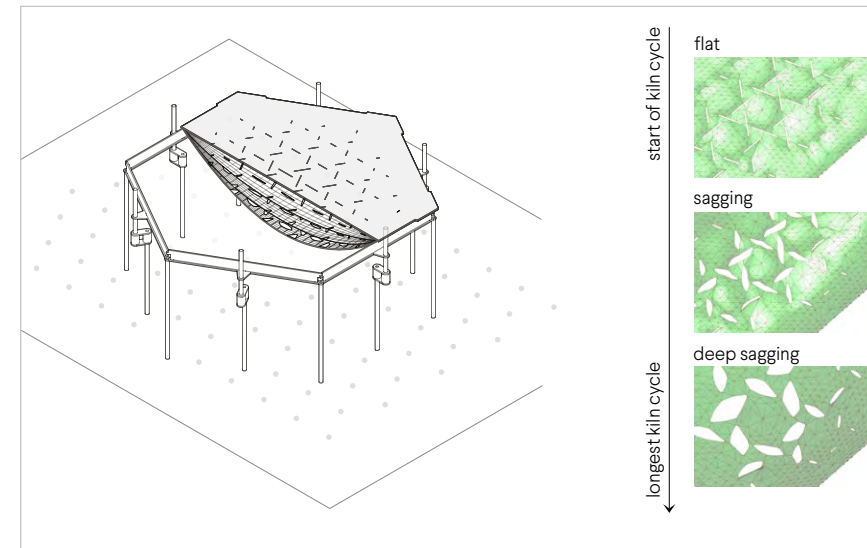 start of kiln cycle
longest kiln cycle
flat
sagging
deep sagging